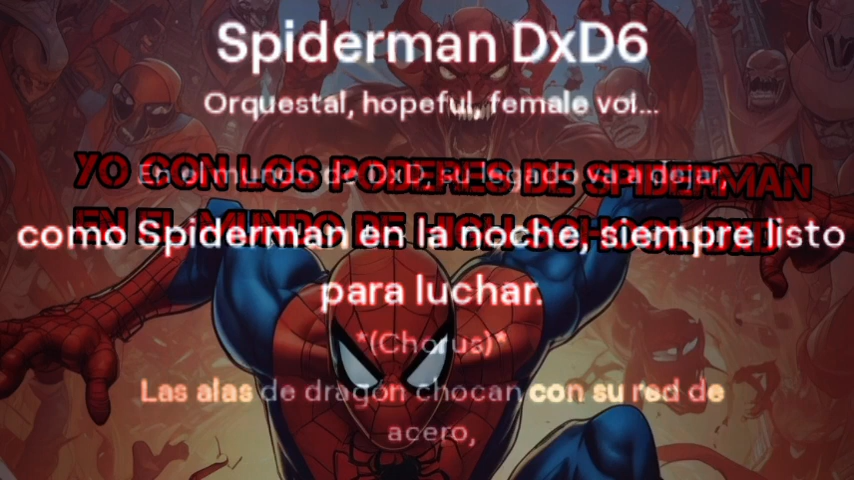 Spiderman DxD6
Orquestal, hopeful, female vol...
YO CON LOS PODERES DE SPIDERMAN
En el mundo de DxD, su legado va a dejar,
EN EL MUNDO DE HIGH SCHOOL DXD
como Spiderman en la noche, siempre listo
para luchar.
*(Chorus)*
Las alas de dragón chocan con su red de
acero,